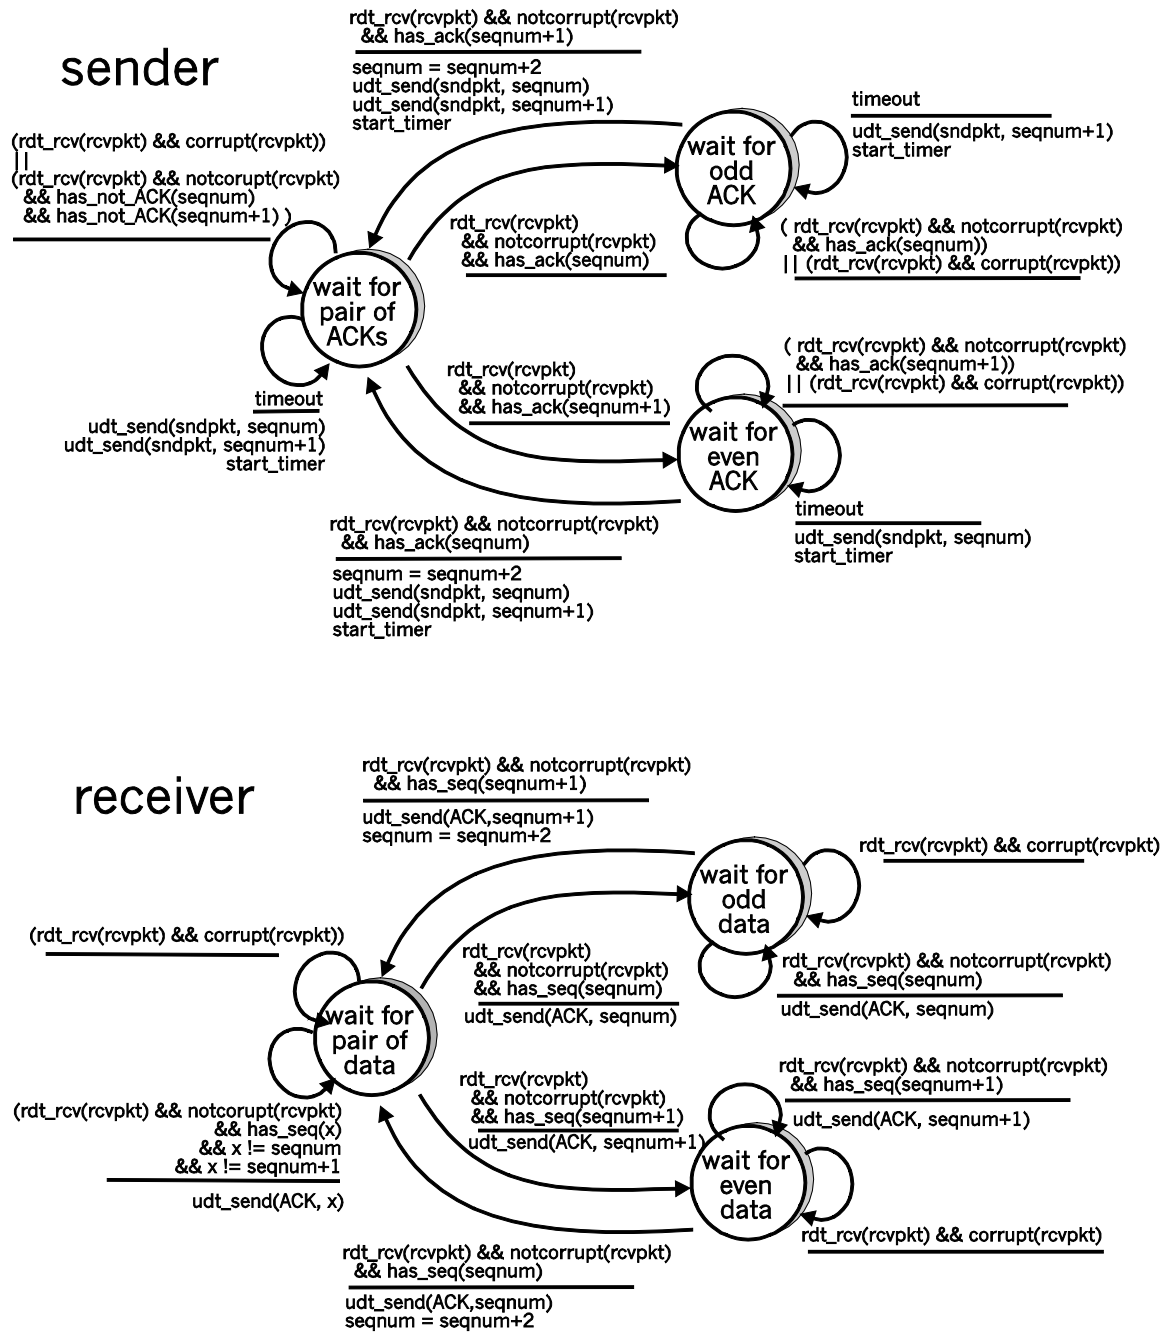 sender
rdt_rcv(rcvpkt) && notcorrupt(rcvpkt)
&& has_ack(seqnum+1)
seqnum = seqnum+2
udt_send(sndpkt, seqnum)
udt_send(sndpkt, seqnum+1)
start_timer
timeout
udt_send(sndpkt, seqnum+1)
start_timer
(rdt_rcv(rcvpkt) && corrupt(rcvpkt))
||
(rdt_rcv(rcvpkt) && notcorupt(rcvpkt)
&& has_not_ACK(seqnum)
&& has_not_ACK(seqnum+1) )
wait for
odd
ACK
rdt_rcv(rcvpkt)
&& notcorrupt(rcvpkt)
&& has_ack(seqnum)
( rdt_rcv(rcvpkt) && notcorrupt(rcvpkt)
&& has_ack(seqnum))
|| (rdt_rcv(rcvpkt) && corrupt(rcvpkt))
wait for
pair of
ACKs
( rdt_rcv(rcvpkt) && notcorrupt(rcvpkt)
&& has_ack(seqnum+1))
|| (rdt_rcv(rcvpkt) && corrupt(rcvpkt))
rdt_rcv(rcvpkt)
&& notcorrupt(rcvpkt)
&& has_ack(seqnum+1)
timeout
udt_send(sndpkt, seqnum)
udt_send(sndpkt, seqnum+1)
start_timer
wait for
even
ACK
timeout
udt_send(sndpkt, seqnum)
start_timer
rdt_rcv(rcvpkt) && notcorrupt(rcvpkt)
&& has_ack(seqnum)
seqnum = seqnum+2
udt_send(sndpkt, seqnum)
udt_send(sndpkt, seqnum+1)
start_timer
receiver
rdt_rcv(rcvpkt) && notcorrupt(rcvpkt)
&& has_seq(seqnum+1)
udt_send(ACK,seqnum+1)
seqnum = seqnum+2
rdt_rcv(rcvpkt) && corrupt(rcvpkt)
wait for
odd
data
(rdt_rcv(rcvpkt) && corrupt(rcvpkt))
rdt_rcv(rcvpkt)
&& notcorrupt(rcvpkt)
&& has_seq(seqnum)
udt_send(ACK, seqnum)
rdt_rcv(rcvpkt) && notcorrupt(rcvpkt)
&& has_seq(seqnum)
udt_send(ACK, seqnum)
wait for
pair of
data
rdt_rcv(rcvpkt)
&& notcorrupt(rcvpkt)
&& has_seq(seqnum+1)
udt_send(ACK, seqnum+1)
rdt_rcv(rcvpkt) && notcorrupt(rcvpkt)
&& has_seq(seqnum+1)
udt_send(ACK, seqnum+1)
(rdt_rcv(rcvpkt) && notcorupt(rcvpkt)
&& has_seq(x)
&& x != seqnum
&& x != seqnum+1
udt_send(ACK, x)
wait for
even
data
rdt_rcv(rcvpkt) && corrupt(rcvpkt)
rdt_rcv(rcvpkt) && notcorrupt(rcvpkt)
&& has_seq(seqnum)
udt_send(ACK,seqnum)
seqnum = seqnum+2